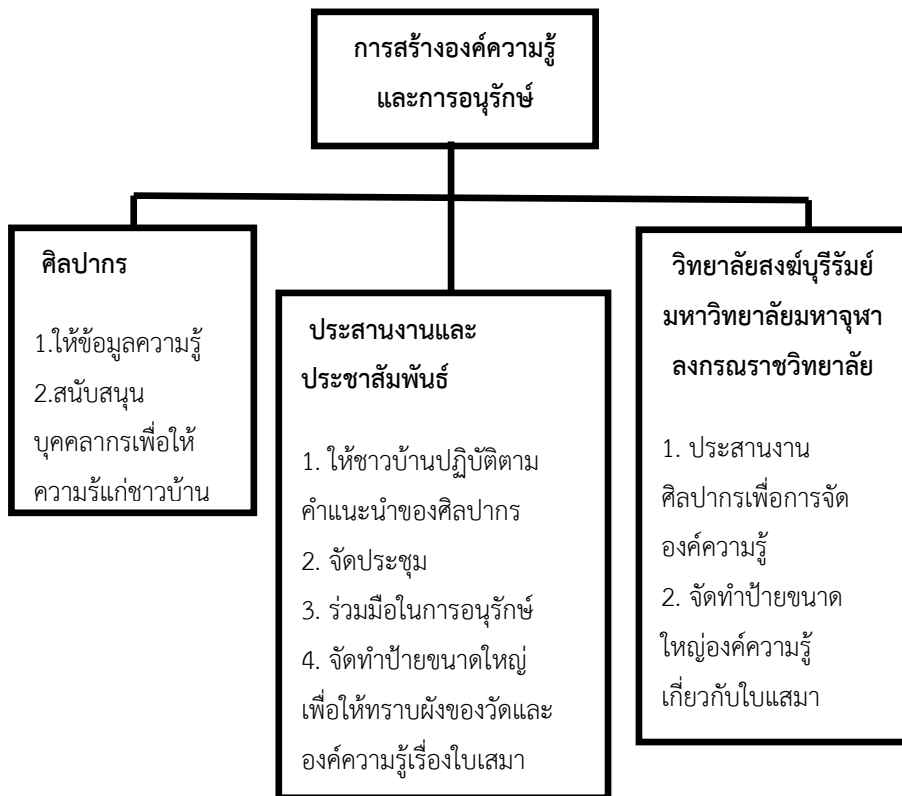 การสร้างองค์ความรู้
และการอนุรักษ์
ศิลปากร
1.ให้ข้อมูลความรู้
2.สนับสนุน
บุคคลากรเพื่อให้
ความรู้แก่ชาวบ้าน
ประสานงานและ
ประชาสัมพันธ์
1. ให้ชาวบ้านปฏิบัติตาม
คำแนะนำของศิลปากร
2. จัดประชุม
3. ร่วมมือในการอนุรักษ์
4. จัดทำป้ายขนาดใหญ่
เพื่อให้ทราบผังของวัดและ
องค์ความรู้เรื่องใบเสมา
วิทยาลัยสงฆ์บุรีรัมย์
มหาวิทยาลัยมหาจุฬา
ลงกรณราชวิทยาลัย
1. ประสานงาน
ศิลปากรเพื่อการจัด
องค์ความรู้
2. จัดทำป้ายขนาด
ใหญ่องค์ความรู้
เกี่ยวกับใบแสมา